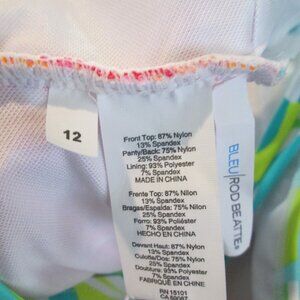 12
Front Top: 87% Nylon
13% Spandex
Panty/Back: 75% Nylon
25% Spandex
Lining: 93% Polyester
7% Spandex
MADE IN CHINA
Frente Top: 87% Nilon
13% Spandex
Bragas/Espalda: 75% Nilon
25% Spandex
Forro: 93% Poliéster
7% Spandex
HECHO EN CHINA
Devant Haut: 87% Nylon
13% Spandex
Culotte/Dos: 75% Nylon
25% Spandex
Doublure: 95% Polyester
7% Spandex
FABRIQUÉ EN CHINE
RN 15101
BLEU|ROD BEATTIE